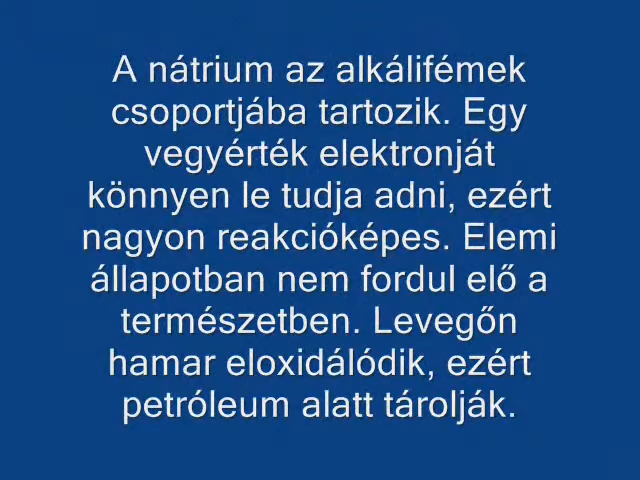 A nátrium az alkálifémek
csoportjába tartozik. Egy
vegyérték elektronját
könnyen le tudja adni, ezért
nagyon reakcióképes. Elemi
állapotban nem fordul elő a
természetben. Levegőn
hamar eloxidálódik, ezért
petróleum alatt tárolják.